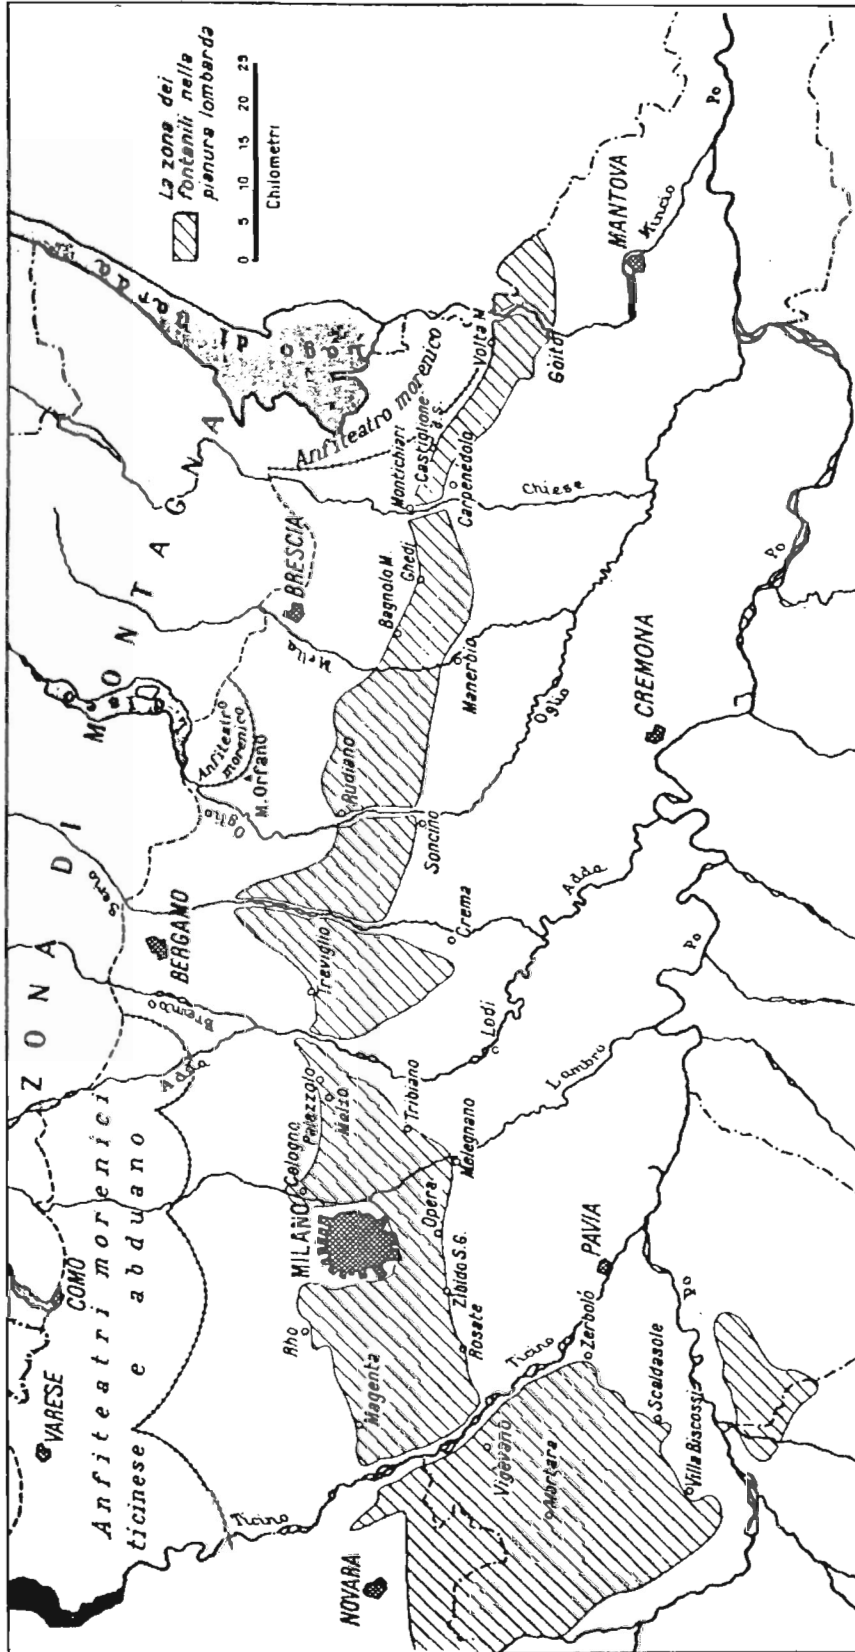 La zona dei
fontanili nella
pianura lombarda
0 5 10 15 20 25
Chilometri
ZONA DI MONTAGNA
Lago di Garda
Anfiteatri morenici
ticinese e abduano
Anfiteatro
morenico
M. Orfano
Anfiteatro morenico
VARESE
COMO
BERGAMO
BRESCIA
NOVARA
MILANO
PAVIA
CREMONA
MANTOVA
Ticino
Adda
Brembo
Serio
Oglio
Mella
Chiese
Mincio
Po
Rho
Magenta
Cologno
Palazzolo
Melzo
Tribiano
Melegnano
Opera
Zibido S.G.
Rosate
Vigevano
Mortara
Zerbolò
Scaldasole
Villa Biscossi
Ticino
Lambro
Lodi
Treviglio
Crema
Adda
Soncino
Rudiano
Oglio
Manerbio
Bagnolo M.
Ghedi
Montichiari
Castiglione
d.S.
Carpenedolo
Volta M.
Goito
Po
Po
Po